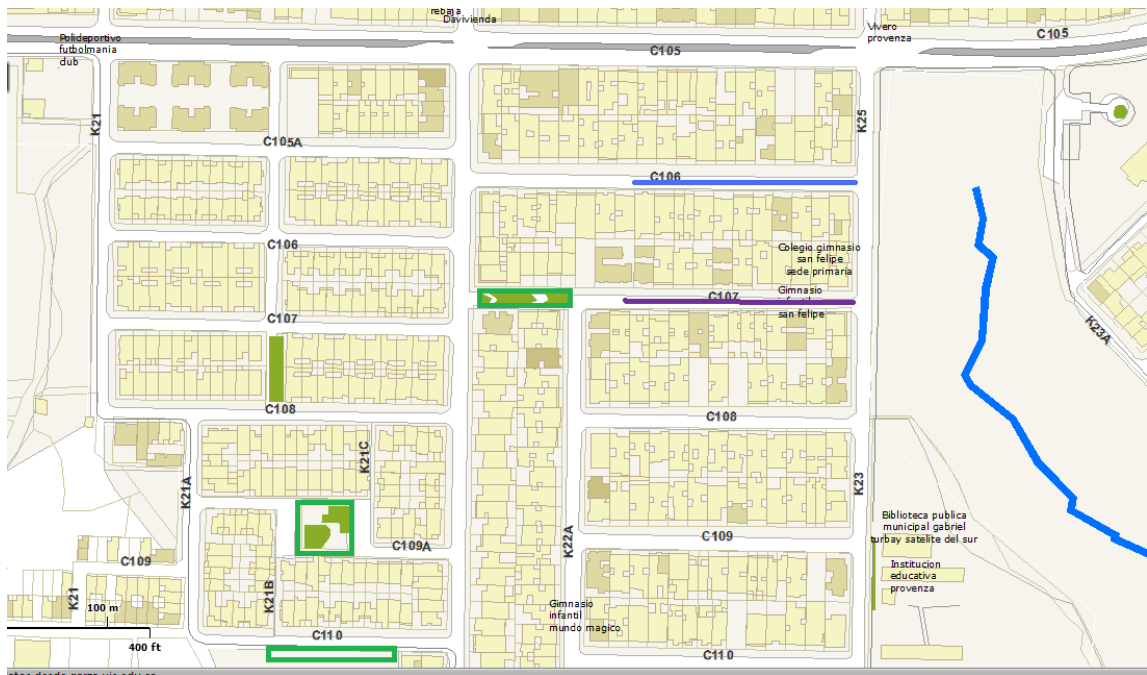 rebaja
Davivienda
Polideportivo
futbolmania
club
C105
Vivero
provenza
C105
K21
C105A
K25
C106
C106
Colegio gimnasio
san felipe
sede primaria
C107
C107
Gimnasio
infantil
san felipe
K23A
C108
C108
K21C
K21A
K23
C109A
C109
K22A
Biblioteca publica
municipal gabriel
turbay satelite del sur
C109
Institucion
educativa
provenza
K21
K21B
100 m
400 ft
C110
Gimnasio
infantil
mundo magico
C110